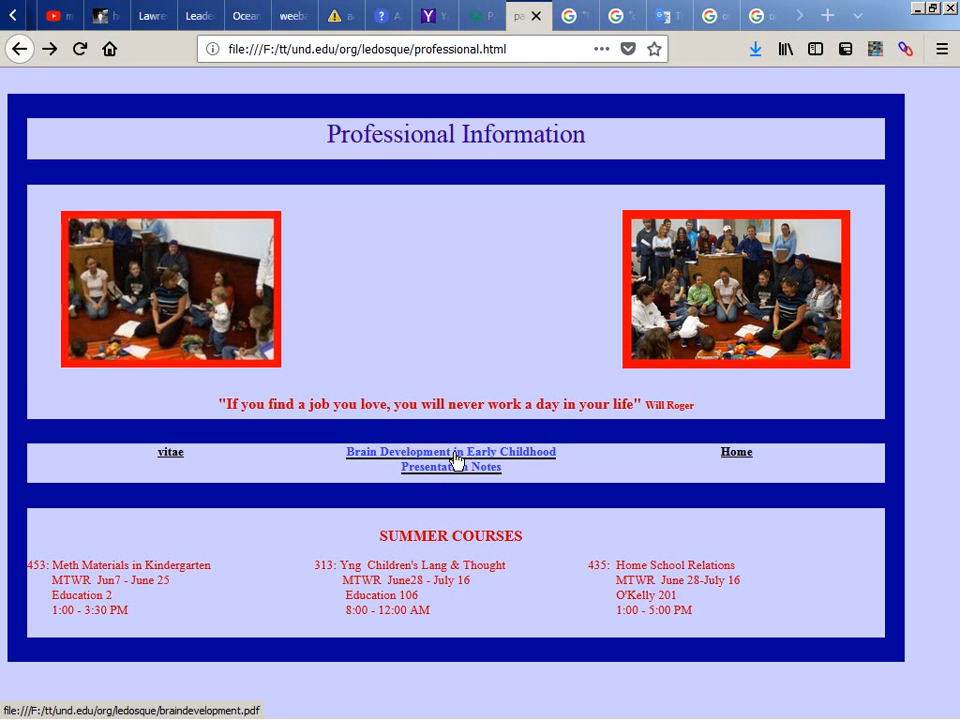 m
h
Lawre
Leade
Ocean
weeba
a
A
Y
P
pa
"
"c
T
o
o
file:///F:/tt/und.edu/org/ledosque/professional.html
Professional Information
"If you find a job you love, you will never work a day in your life" Will Roger
vitae
Brain Development in Early Childhood
Presentation Notes
Home
SUMMER COURSES
453: Meth Materials in Kindergarten
MTWR Jun7 - June 25
Education 2
1:00 - 3:30 PM
313: Yng Children's Lang & Thought
MTWR June28 - July 16
Education 106
8:00 - 12:00 AM
435: Home School Relations
MTWR June 28-July 16
O'Kelly 201
1:00 - 5:00 PM
file:///F:/tt/und.edu/org/ledosque/braindevelopment.pdf